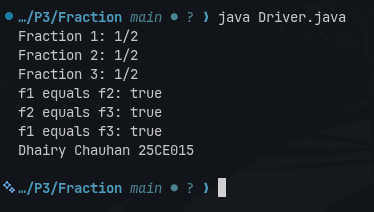 …/P3/Fraction main ● ? ❯ java Driver.java
Fraction 1: 1/2
Fraction 2: 1/2
Fraction 3: 1/2
f1 equals f2: true
f2 equals f3: true
f1 equals f3: true
Dhairy Chauhan 25CE015
…/P3/Fraction main ● ? ❯